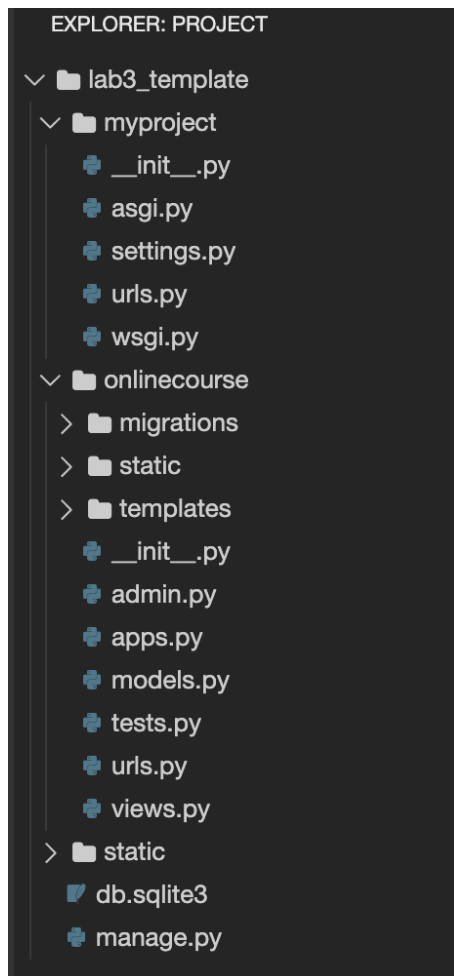 EXPLORER: PROJECT
lab3_template
myproject
__init__.py
asgi.py
settings.py
urls.py
wsgi.py
onlinecourse
migrations
static
templates
__init__.py
admin.py
apps.py
models.py
tests.py
urls.py
views.py
static
db.sqlite3
manage.py